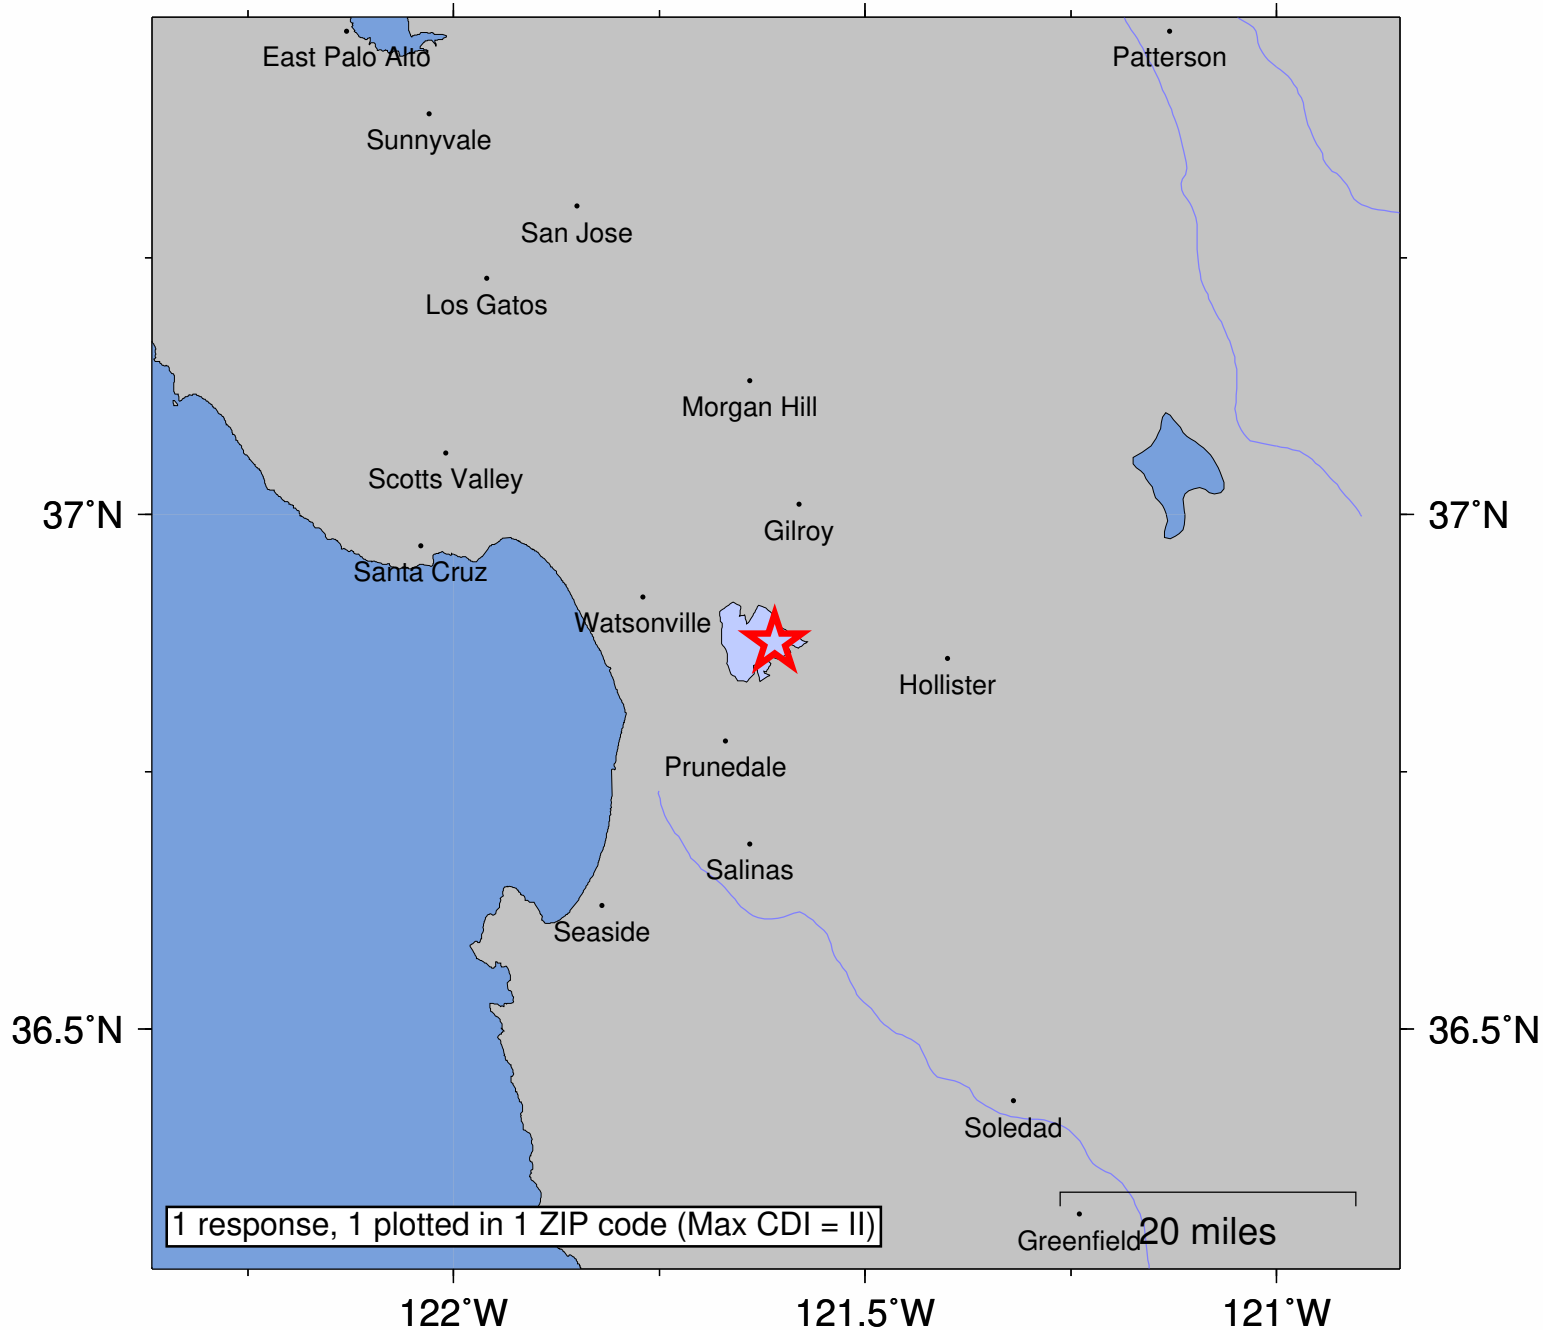 East Palo Alto
Patterson
Sunnyvale
San Jose
Los Gatos
Morgan Hill
Scotts Valley
37˚N
Gilroy
37˚N
Santa Cruz
Watsonville
Hollister
Prunedale
Salinas
Seaside
36.5˚N
36.5˚N
Soledad
1 response, 1 plotted in 1 ZIP code (Max CDI = II)
Greenfield
20 miles
122˚W
121.5˚W
121˚W